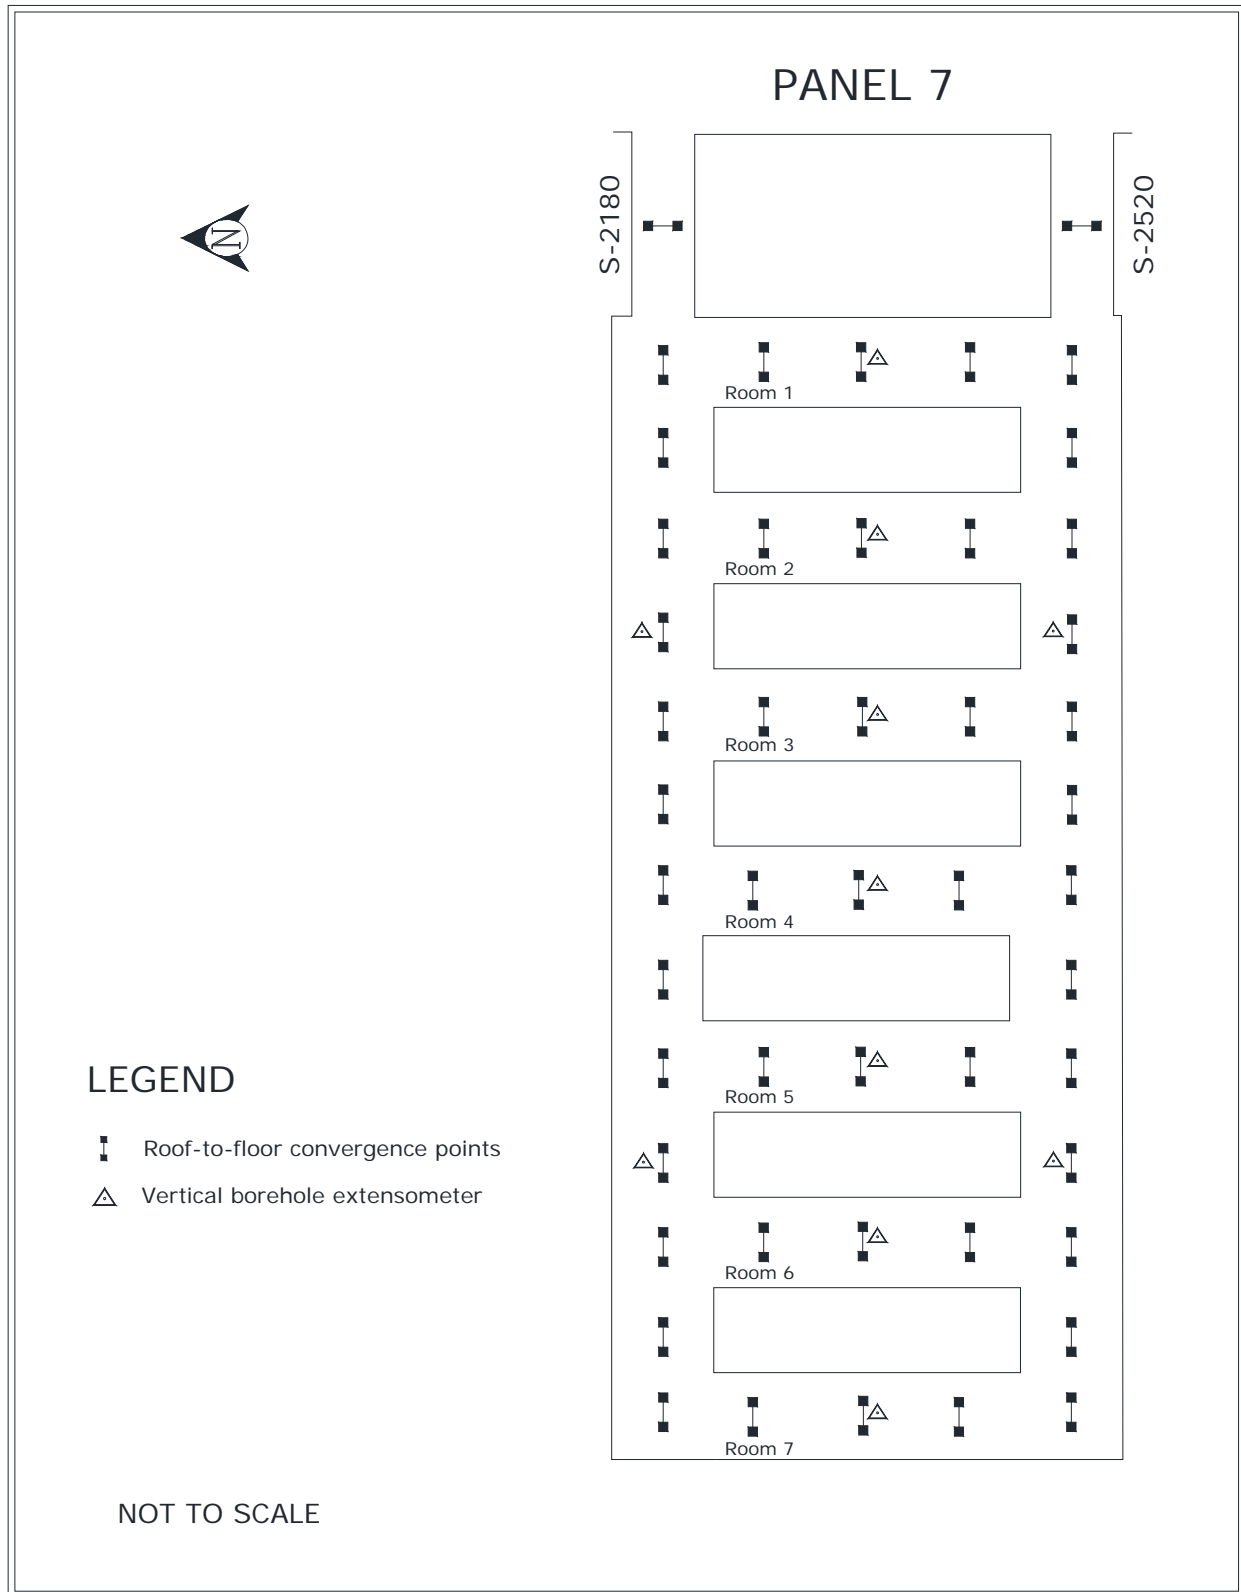 PANEL 7
S-2180
S-2520
N
Room 1
Room 2
Room 3
Room 4
LEGEND
Room 5
Roof-to-floor convergence points
Vertical borehole extensometer
Room 6
Room 7
NOT TO SCALE